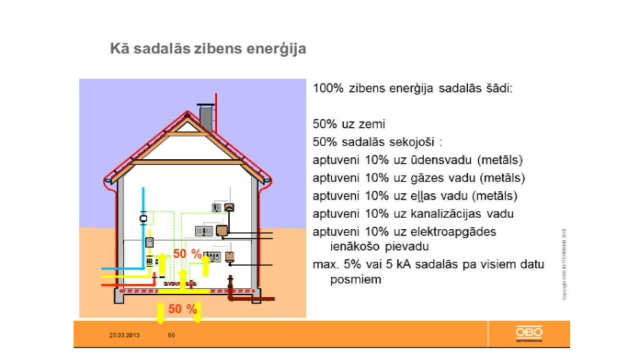 Kā sadalās zibens enerģija
100% zibens enerģija sadalās šādi:
50% uz zemi
50% sadalās sekojoši :
aptuveni 10% uz ūdensvadu (metāls)
aptuveni 10% uz gāzes vadu (metāls)
aptuveni 10% uz eļļas vadu (metāls)
aptuveni 10% uz kanalizācijas vadu
aptuveni 10% uz elektroapgādes
ienākošo pievadu
max. 5% vai 5 kA sadalās pa visiem datu
posmiem
50 %
50 %
20.03.2013
66
OBO
BETTERMANN